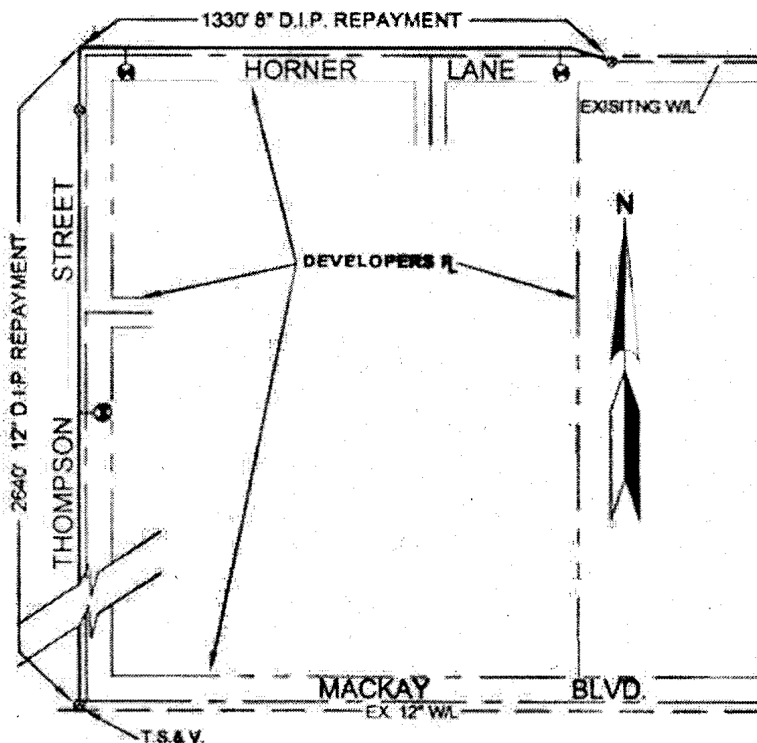 1330' 8" D.I.P. REPAYMENT
HORNER LANE
EXISITNG W/L
2640' 12" D.I.P. REPAYMENT
THOMPSON STREET
N
DEVELOPERS ⅊
MACKAY BLVD.
EX. 12" W/L
T.S.& V.